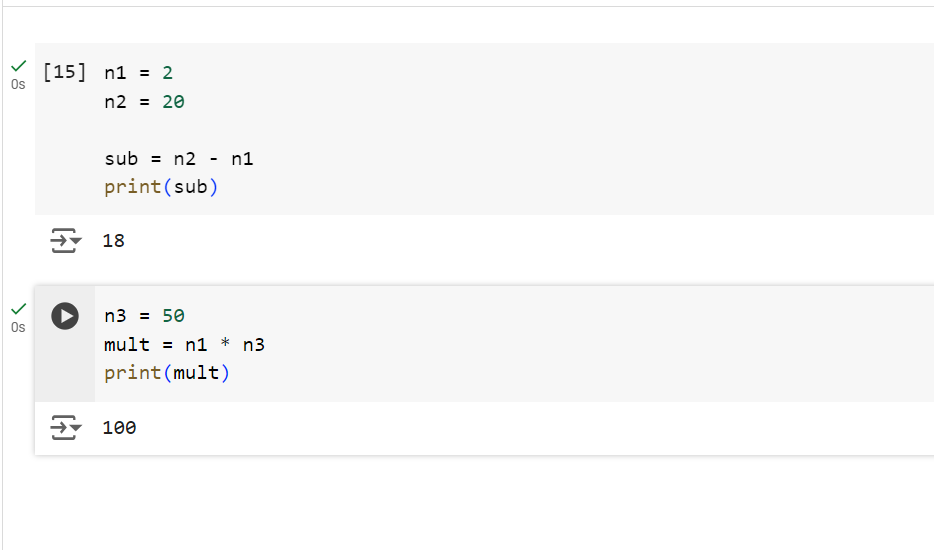 [15] n1 = 2
n2 = 20
0s
sub = n2 - n1
print(sub)
18
n3 = 50
0s
mult = n1 * n3
print(mult)
100